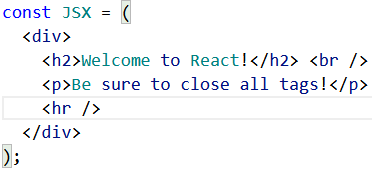 const JSX = (
  <div>
    <h2>Welcome to React!</h2> <br />
    <p>Be sure to close all tags!</p>
    <hr />
  </div>
);